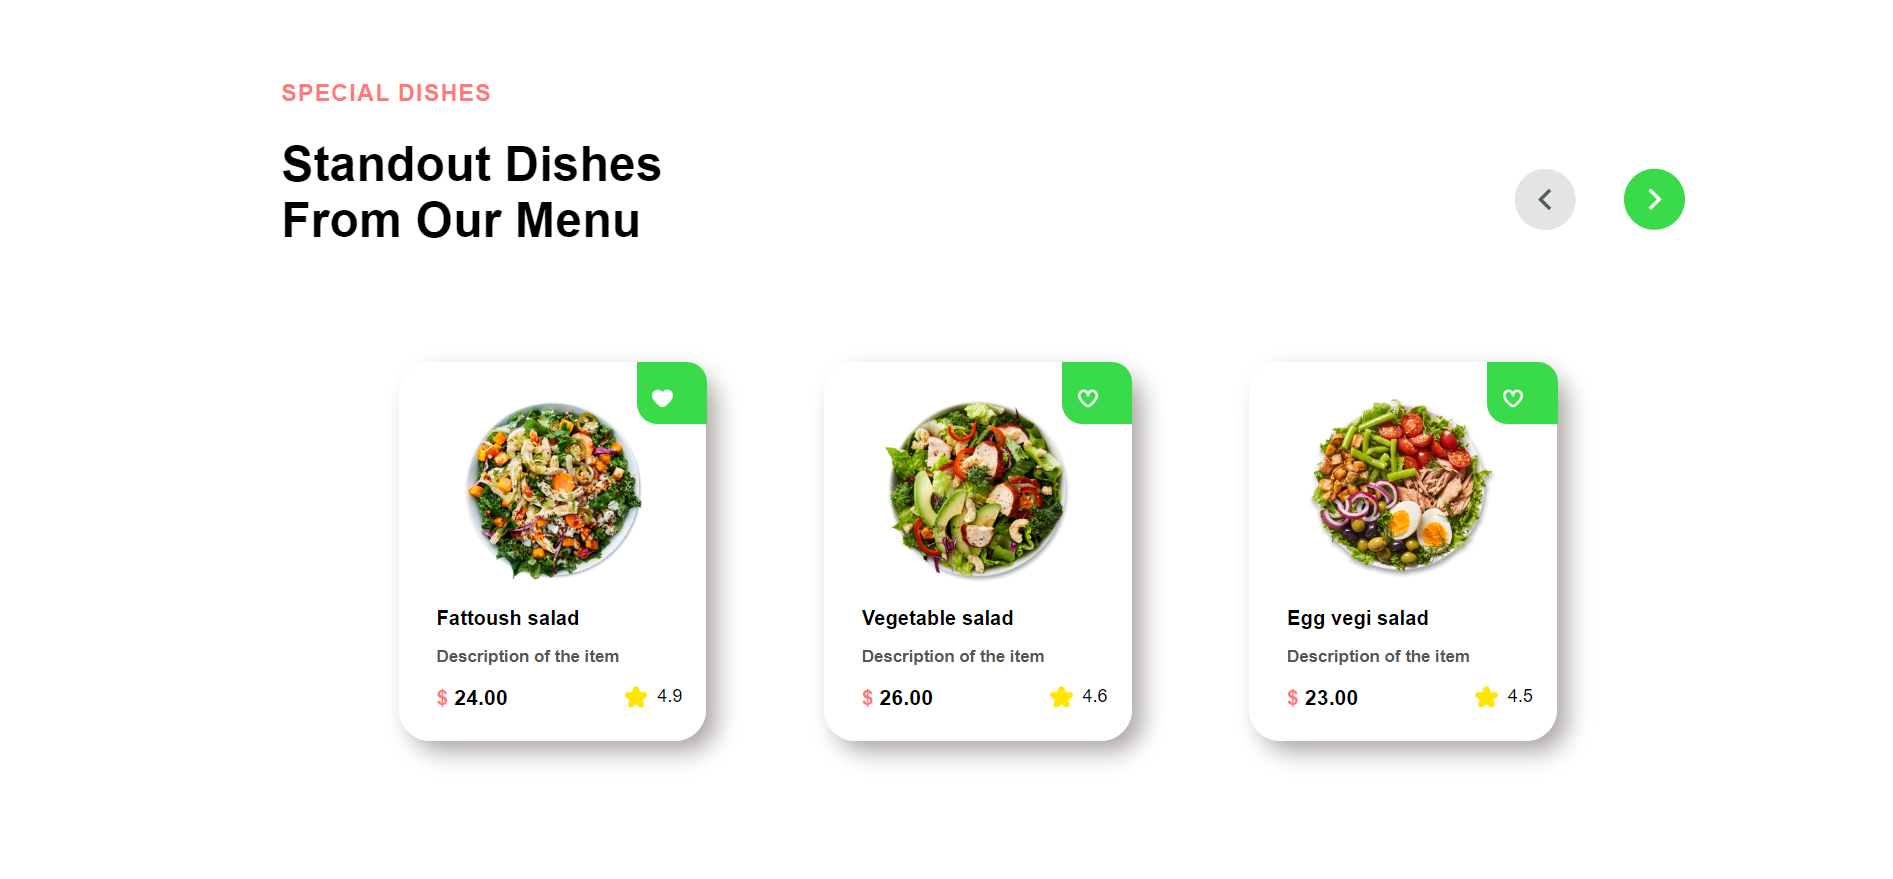 SPECIAL DISHES
Standout Dishes
From Our Menu
Fattoush salad
Description of the item
$ 24.00 4.9
Vegetable salad
Description of the item
$ 26.00 4.6
Egg vegi salad
Description of the item
$ 23.00 4.5